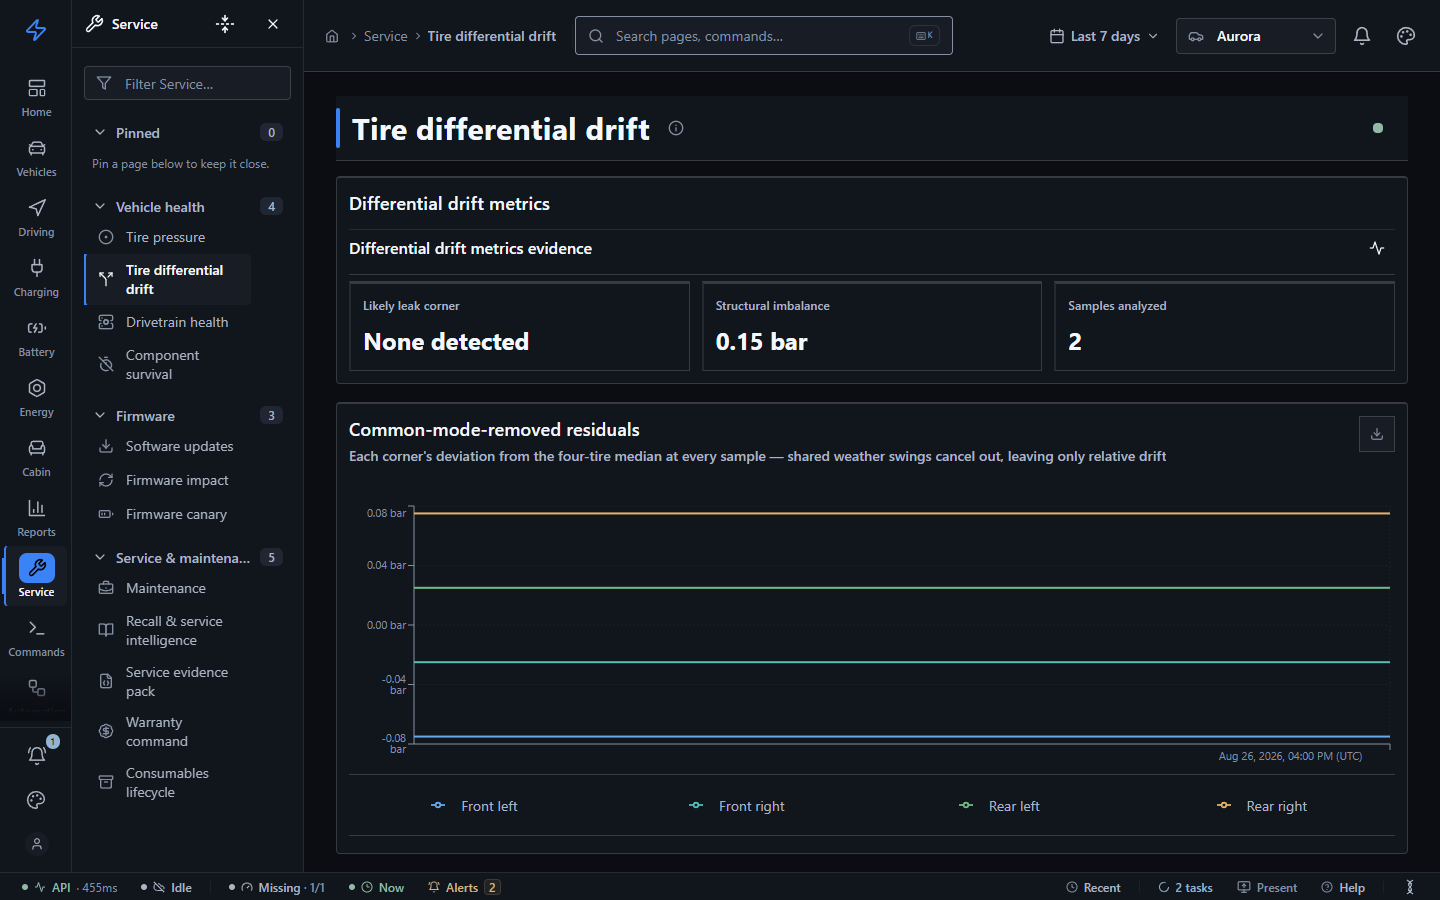 Service
Service
Tire differential drift
Search pages, commands...
K
Last 7 days
Aurora
Home
Vehicles
Driving
Charging
Battery
Energy
Cabin
Reports
Service
Commands
1
Filter Service...
Pinned
0
Pin a page below to keep it close.
Vehicle health
4
Tire pressure
Tire differential
drift
Drivetrain health
Component
survival
Firmware
3
Software updates
Firmware impact
Firmware canary
Service & maintena...
5
Maintenance
Recall & service
intelligence
Service evidence
pack
Warranty
command
Consumables
lifecycle
Tire differential drift
Differential drift metrics
Differential drift metrics evidence
Likely leak corner
None detected
Structural imbalance
0.15 bar
Samples analyzed
2
Common-mode-removed residuals
Each corner's deviation from the four-tire median at every sample — shared weather swings cancel out, leaving only relative drift
0.08 bar
0.04 bar
0.00 bar
-0.04
bar
-0.08
bar
Aug 26, 2026, 04:00 PM (UTC)
Front left
Front right
Rear left
Rear right
API · 455ms
Idle
Missing · 1/1
Now
Alerts 2
Recent
2 tasks
Present
Help